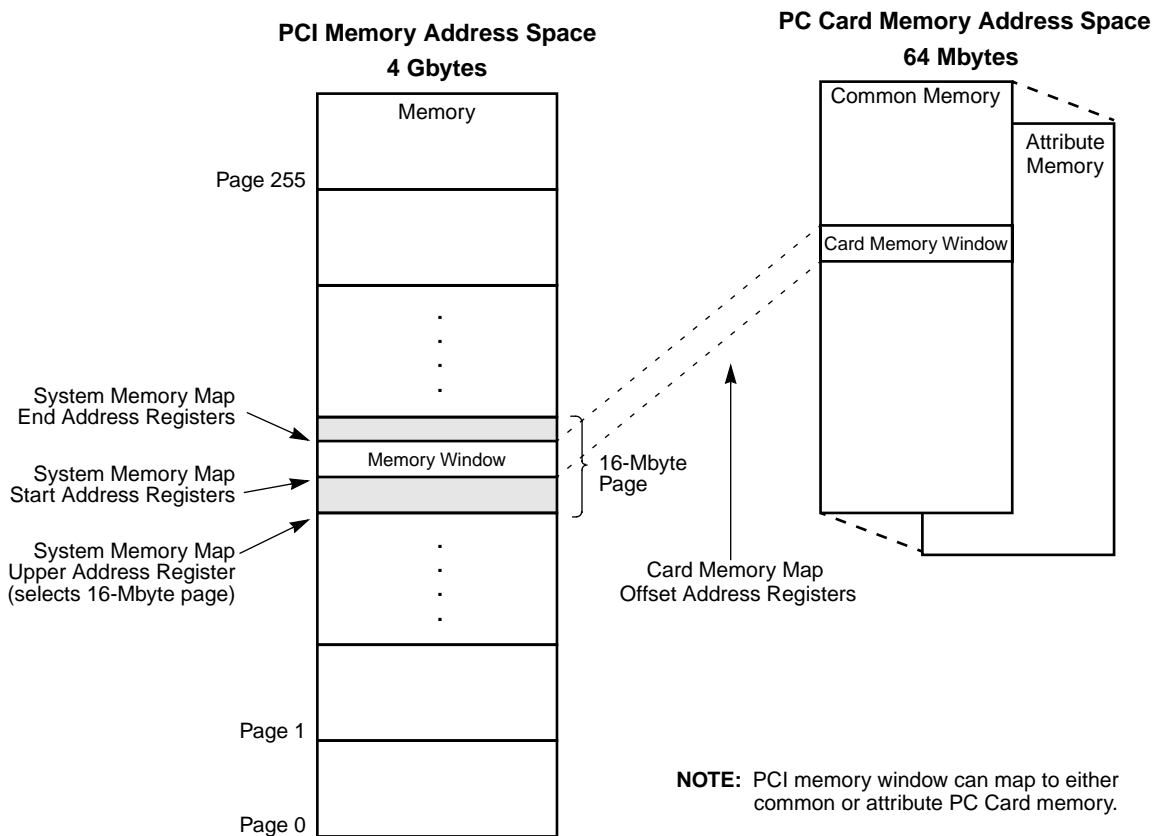 PCI Memory Address Space
4 Gbytes
PC Card Memory Address Space
64 Mbytes
Memory
Common Memory
Attribute
Memory
Page 255
Card Memory Window
.
.
.
.
System Memory Map
End Address Registers
Memory Window
16-Mbyte
Page
System Memory Map
Start Address Registers
System Memory Map
Upper Address Register
(selects 16-Mbyte page)
.
.
.
.
Card Memory Map
Offset Address Registers
Page 1
Page 0
NOTE: PCI memory window can map to either
common or attribute PC Card memory.